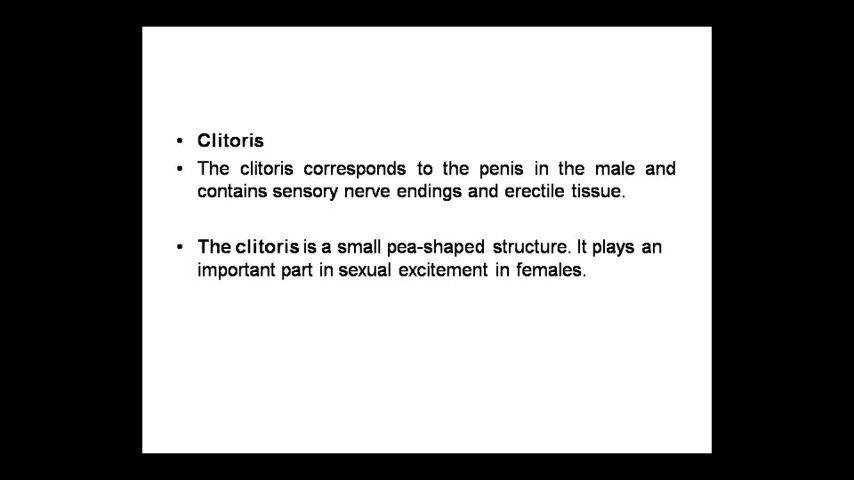 • Clitoris
• The clitoris corresponds to the penis in the male and
contains sensory nerve endings and erectile tissue.
• The clitoris is a small pea-shaped structure. It plays an
important part in sexual excitement in females.